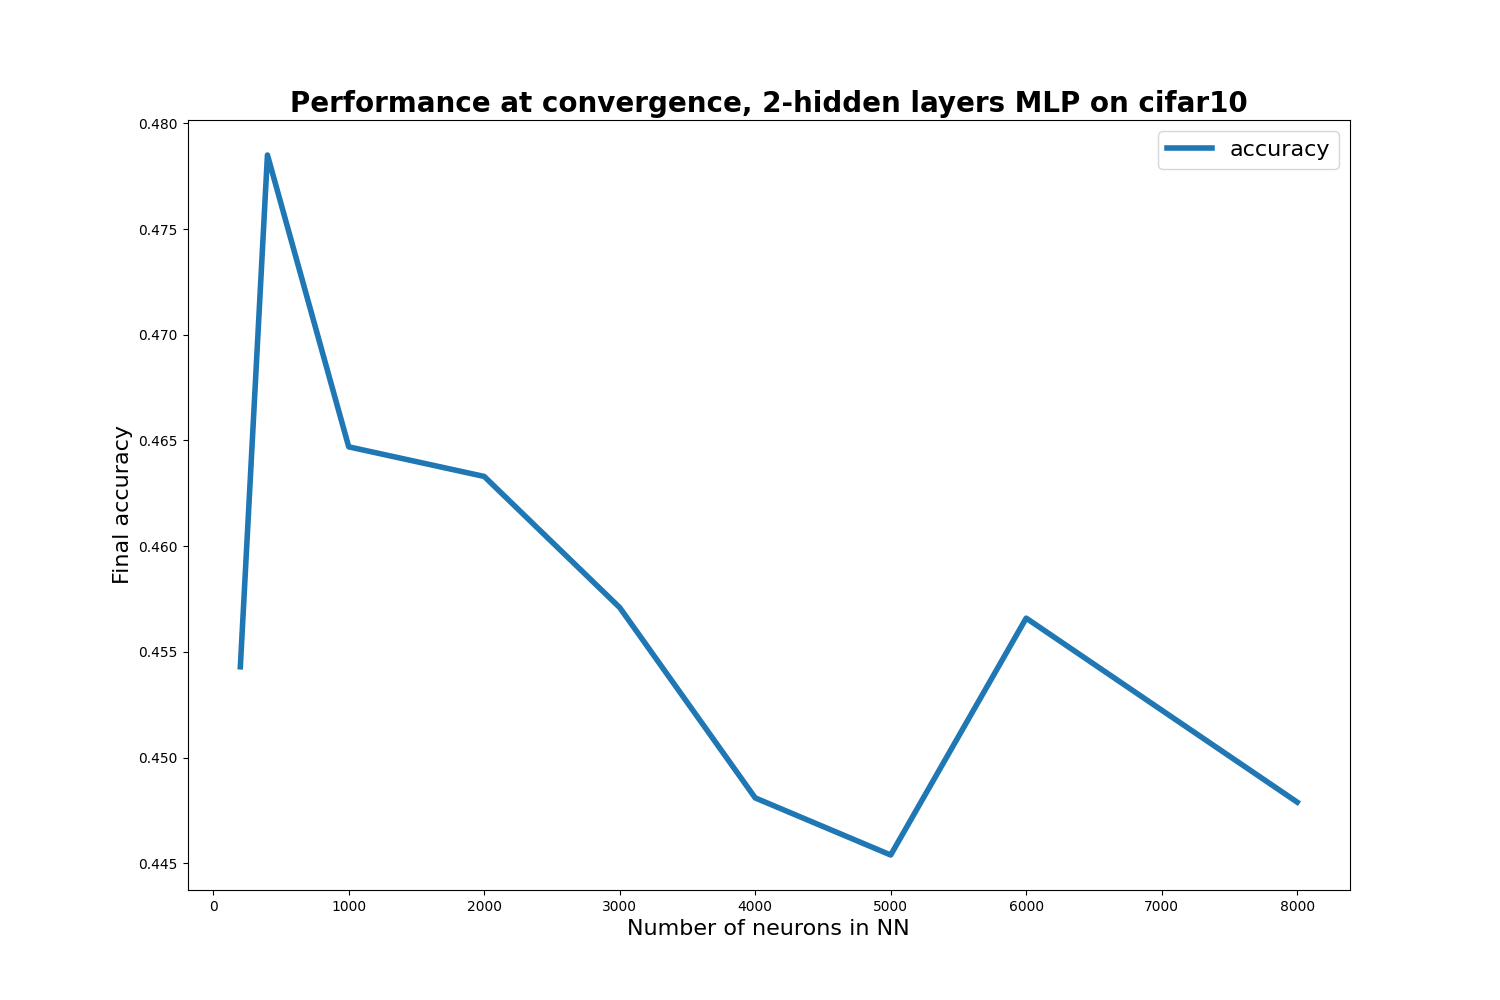 Performance at convergence, 2-hidden layers MLP on cifar10
accuracy
0.480
0.475
0.470
0.465
0.460
0.455
0.450
0.445
Final accuracy
0 1000 2000 3000 4000 5000 6000 7000 8000
Number of neurons in NN